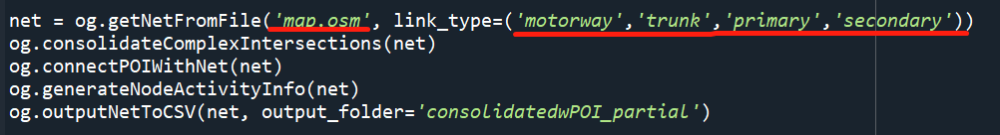 net = og.getNetFromFile('map.osm', link_type=('motorway','trunk','primary','secondary'))
og.consolidateComplexIntersections(net)
og.connectPOIWithNet(net)
og.generateNodeActivityInfo(net)
og.outputNetToCSV(net, output_folder='consolidatedwPOI_partial')